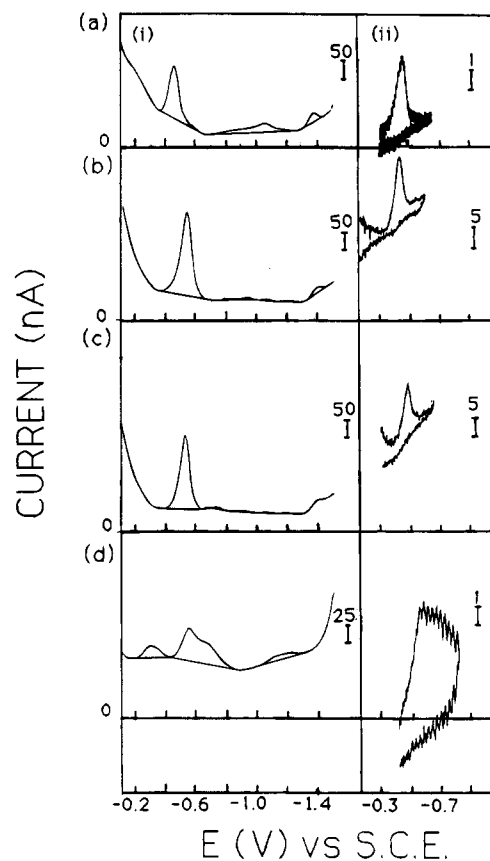 (a) (i) 50 (ii) 1
0
(b) 50 5
0
(c) 50 5
0
(d) 25 1
0
CURRENT (nA)
-0.2 -0.6 -1.0 -1.4 -0.3 -0.7
E (V) vs S.C.E.